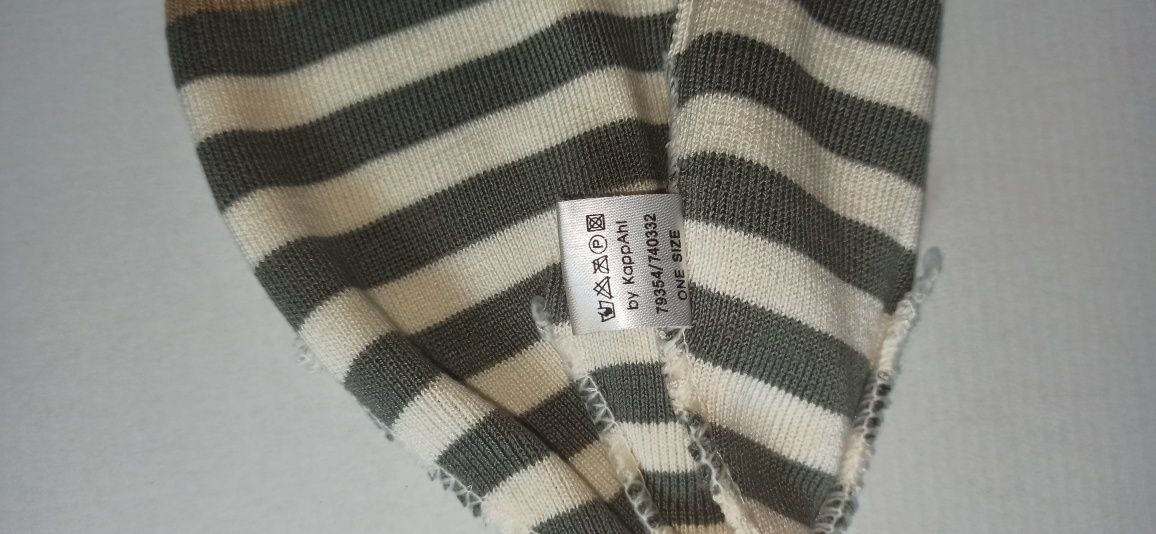 P
by KappAhl
79354/740332
ONE SIZE